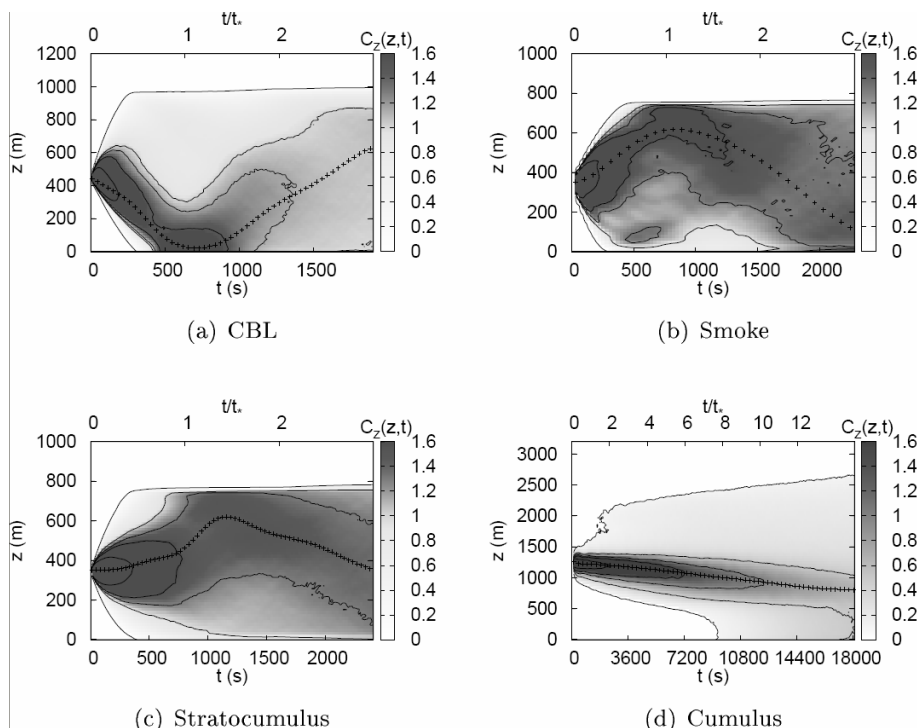 t/t*
0 1 2
C_z(z,t)
1200
1000
800
600
400
200
0
z (m)
0 500 1000 1500
t (s)
1.6
1.4
1.2
1
0.8
0.6
0.4
0.2
0
(a) CBL
t/t*
0 1 2
C_z(z,t)
1000
800
600
400
200
0
z (m)
0 500 1000 1500 2000
t (s)
1.6
1.4
1.2
1
0.8
0.6
0.4
0.2
0
(b) Smoke
t/t*
0 1 2
C_z(z,t)
1000
800
600
400
200
0
z (m)
0 500 1000 1500 2000
t (s)
1.6
1.4
1.2
1
0.8
0.6
0.4
0.2
0
(c) Stratocumulus
t/t*
0 2 4 6 8 10 12
C_z(z,t)
3000
2500
2000
1500
1000
500
0
z (m)
0 3600 7200 10800 14400 18000
t (s)
1.6
1.4
1.2
1
0.8
0.6
0.4
0.2
0
(d) Cumulus